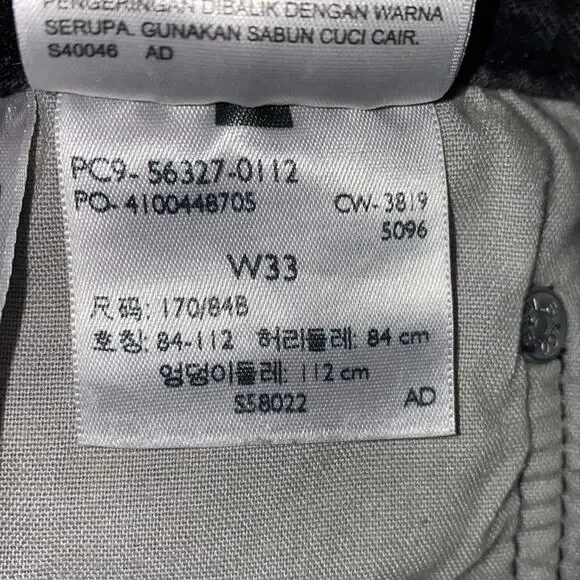 PENGERINGAN DIBALIK DENGAN WARNA
SERUPA. GUNAKAN SABUN CUCI CAIR.
S40046 AD
PC9- 56327-0112
PO- 4100448705 CW- 3819
5096
W33
尺码: 170/84B
호칭: 84-112 허리둘레: 84 cm
엉덩이둘레: 112 cm
S58022 AD